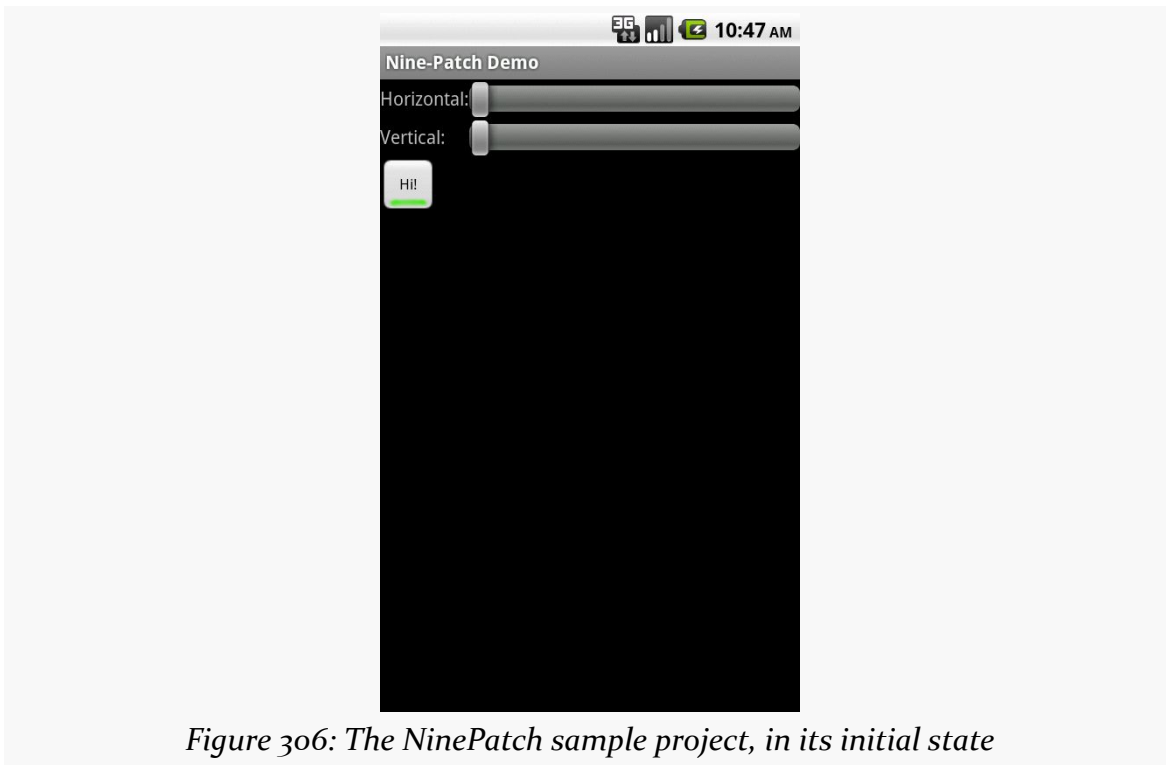 3G 10:47 AM
Nine-Patch Demo
Horizontal:
Vertical:
Hi!
Figure 306: The NinePatch sample project, in its initial state